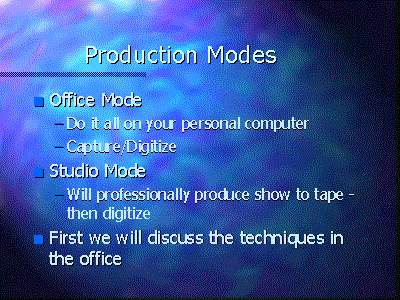 Production Modes
Office Mode
– Do it all on your personal computer
– Capture/Digitize
Studio Mode
– Will professionally produce show to tape -
then digitize
First we will discuss the techniques in
the office